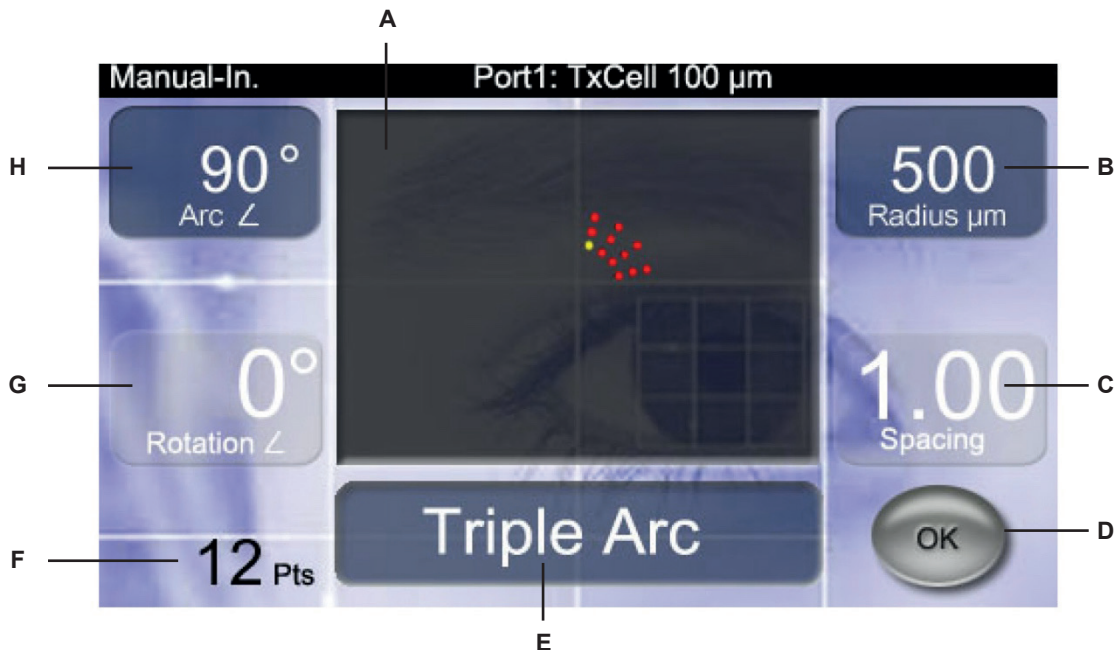 A
Manual-In. Port1: TxCell 100 µm
H
90°
Arc ∠
500
Radius µm
B
G
0°
Rotation ∠
1.00
Spacing
C
F
12 Pts
Triple Arc
OK
D
E